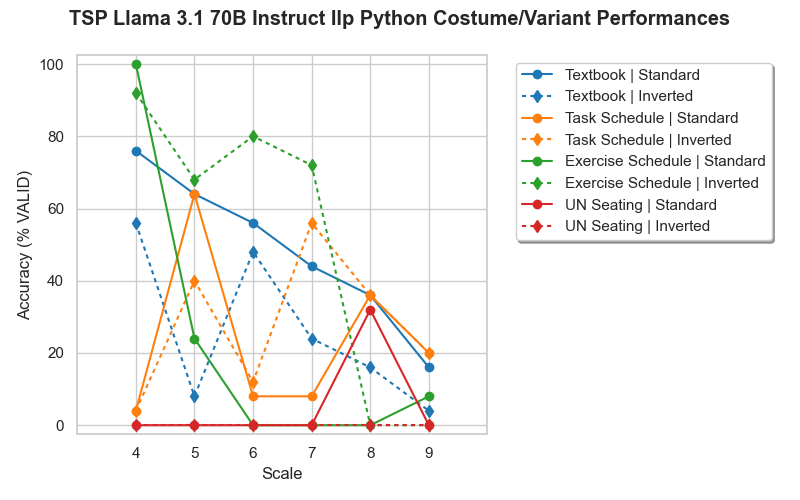 TSP Llama 3.1 70B Instruct Ilp Python Costume/Variant Performances
100
80
60
40
20
0
Accuracy (% VALID)
4 5 6 7 8 9
Scale
Textbook | Standard
Textbook | Inverted
Task Schedule | Standard
Task Schedule | Inverted
Exercise Schedule | Standard
Exercise Schedule | Inverted
UN Seating | Standard
UN Seating | Inverted